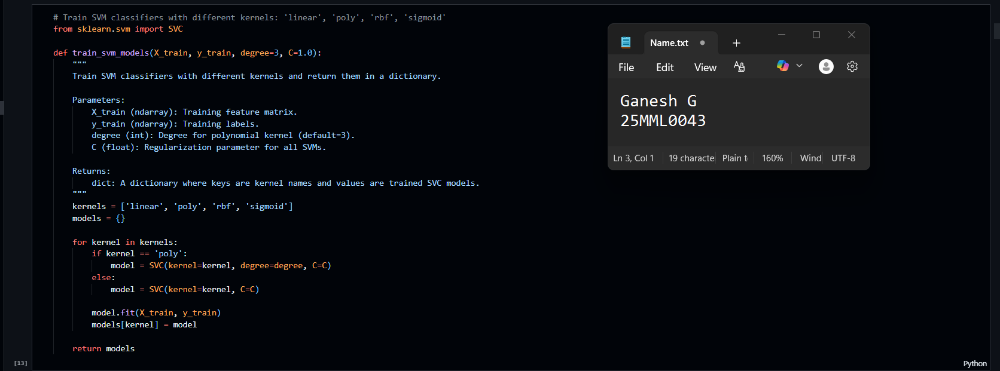 # Train SVM classifiers with different kernels: 'linear', 'poly', 'rbf', 'sigmoid'
from sklearn.svm import SVC

def train_svm_models(X_train, y_train, degree=3, C=1.0):
    """
    Train SVM classifiers with different kernels and return them in a dictionary.

    Parameters:
        X_train (ndarray): Training feature matrix.
        y_train (ndarray): Training labels.
        degree (int): Degree for polynomial kernel (default=3).
        C (float): Regularization parameter for all SVMs.

    Returns:
        dict: A dictionary where keys are kernel names and values are trained SVC models.
    """
    kernels = ['linear', 'poly', 'rbf', 'sigmoid']
    models = {}

    for kernel in kernels:
        if kernel == 'poly':
            model = SVC(kernel=kernel, degree=degree, C=C)
        else:
            model = SVC(kernel=kernel, C=C)

        model.fit(X_train, y_train)
        models[kernel] = model

    return models
[13]
Python
Name.txt
File Edit View
Ganesh G
25MML0043
Ln 3, Col 1 19 characte Plain t 160% Wind UTF-8